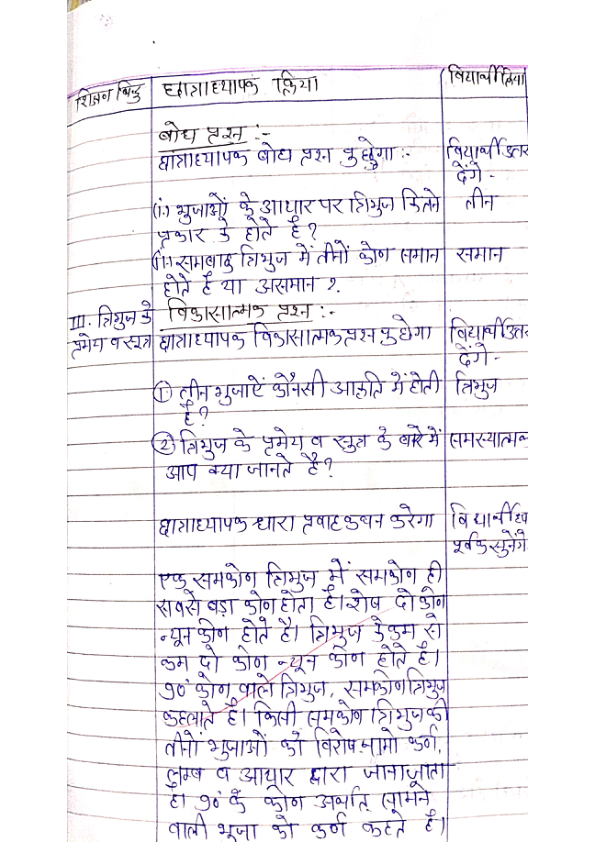 शिक्षण बिन्दु छात्राध्यापक क्रिया विद्यार्थी क्रिया
बोध प्रश्न :-
छात्राध्यापक बोध प्रश्न पुछेगा :- विद्यार्थी उत्तर
देंगे -
(i) भुजाओं के आधार पर त्रिभुज कितने तीन
प्रकार के होते है?
(ii) समबाहु त्रिभुज में तीनों कोण समान समान
होते है या असमान ?
III. त्रिभुज के विकासात्मक प्रश्न :-
प्रमेय व सूत्र छात्राध्यापक विकासात्मक प्रश्न पुछेगा विद्यार्थी उत्तर
देंगे -
① तीन भुजाऐं कौनसी आकृति में होती त्रिभुज
है?
② त्रिभुज के प्रमेय व सुत्र के बारे में समस्यात्मक
आप क्या जानते है?
छात्राध्यापक धारा प्रवाह कथन करेगा विद्यार्थी
पूर्वक सुनेंगे
एक समकोण त्रिभुज में समकोण ही
सबसे बड़ा कोण होता है। शेष दो कोण
न्यून कोण होते है। त्रिभुज के कम से
कम दो कोण न्यून कोण होते है।
90° कोण वाले त्रिभुज, समकोण त्रिभुज
कहलाते है। किसी समकोण त्रिभुज की
तीनों भुजाओं को विशेष नामो कर्ण,
लम्ब व आधार द्वारा जाना जाता
है। 90° के कोण अर्थात् सामने
वाली भुजा को कर्ण कहते है।